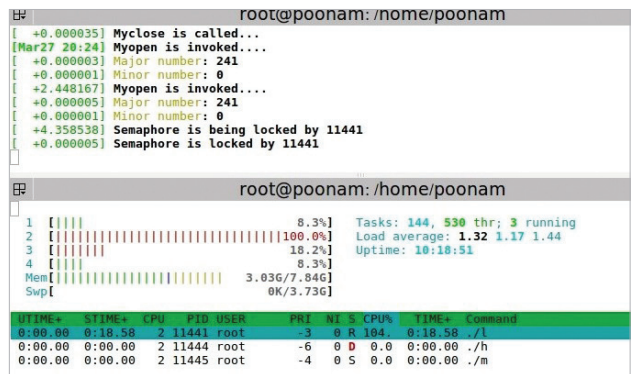 root@poonam: /home/poonam
[  +0.000035] Myclose is called...
[Mar27 20:24] Myopen is invoked....
[  +0.000003] Major number: 241
[  +0.000001] Minor number: 0
[  +2.448167] Myopen is invoked....
[  +0.000005] Major number: 241
[  +0.000001] Minor number: 0
[  +4.358538] Semaphore is being locked by 11441
[  +0.000005] Semaphore is locked by 11441
root@poonam: /home/poonam
1 [|||| 8.3%] Tasks: 144, 530 thr; 3 running
2 [||||||||||||||||||||||||||||||||100.0%] Load average: 1.32 1.17 1.44
3 [||||||| 18.2%] Uptime: 10:18:51
4 [|||| 8.3%]
Mem[||||||||||||||||||||||| 3.03G/7.84G]
Swp[ 0K/3.73G]
UTIME+ STIME+ CPU PID USER PRI NI S CPU% TIME+ Command
0:00.00 0:18.58 2 11441 root -3 0 R 104. 0:18.58 ./l
0:00.00 0:00.00 2 11444 root -6 0 D 0.0 0:00.00 ./h
0:00.00 0:00.00 2 11445 root -4 0 S 0.0 0:00.00 ./m